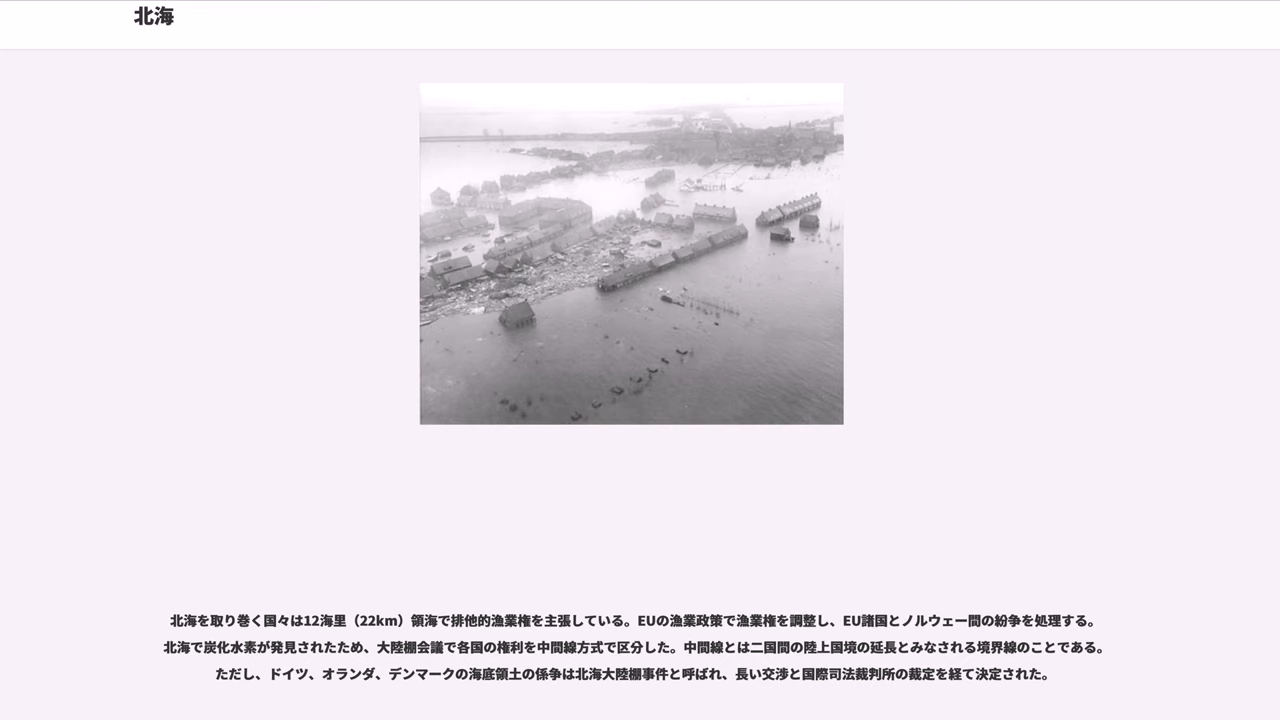 北海
北海を取り巻く国々は12海里（22km）領海で排他的漁業権を主張している。EUの漁業政策で漁業権を調整し、EU諸国とノルウェー間の紛争を処理する。
北海で炭化水素が発見されたため、大陸棚会議で各国の権利を中間線方式で区分した。中間線とは二国間の陸上国境の延長とみなされる境界線のことである。
ただし、ドイツ、オランダ、デンマークの海底領土の係争は北海大陸棚事件と呼ばれ、長い交渉と国際司法裁判所の裁定を経て決定された。